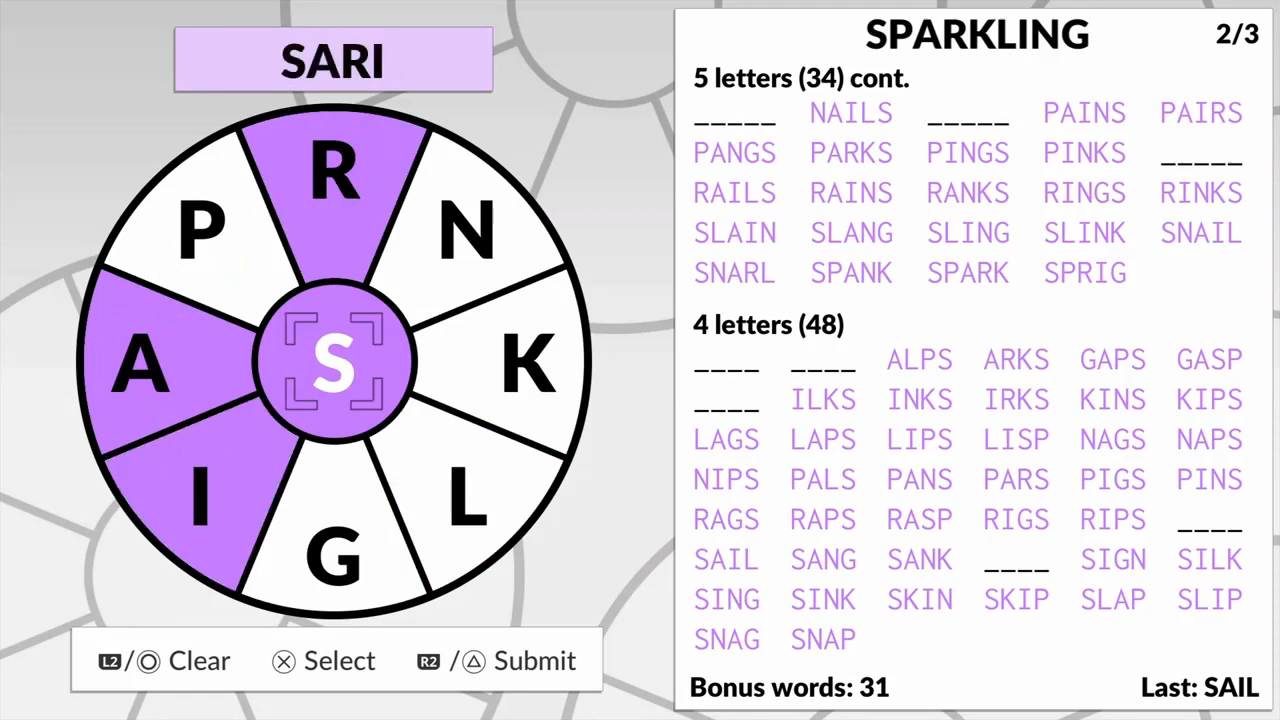 SARI
R
P
N
A
S
K
I
L
G
L2/ Clear
Select
R2 / Submit
SPARKLING 2/3
5 letters (34) cont.
_____ NAILS _____ PAINS PAIRS
PANGS PARKS PINGS PINKS _____
RAILS RAINS RANKS RINGS RINKS
SLAIN SLANG SLING SLINK SNAIL
SNARL SPANK SPARK SPRIG
4 letters (48)
____ ____ ALPS ARKS GAPS GASP
____ ILKS INKS IRKS KINS KIPS
LAGS LAPS LIPS LISP NAGS NAPS
NIPS PALS PANS PARS PIGS PINS
RAGS RAPS RASP RIGS RIPS ____
SAIL SANG SANK ____ SIGN SILK
SING SINK SKIN SKIP SLAP SLIP
SNAG SNAP
Bonus words: 31 Last: SAIL